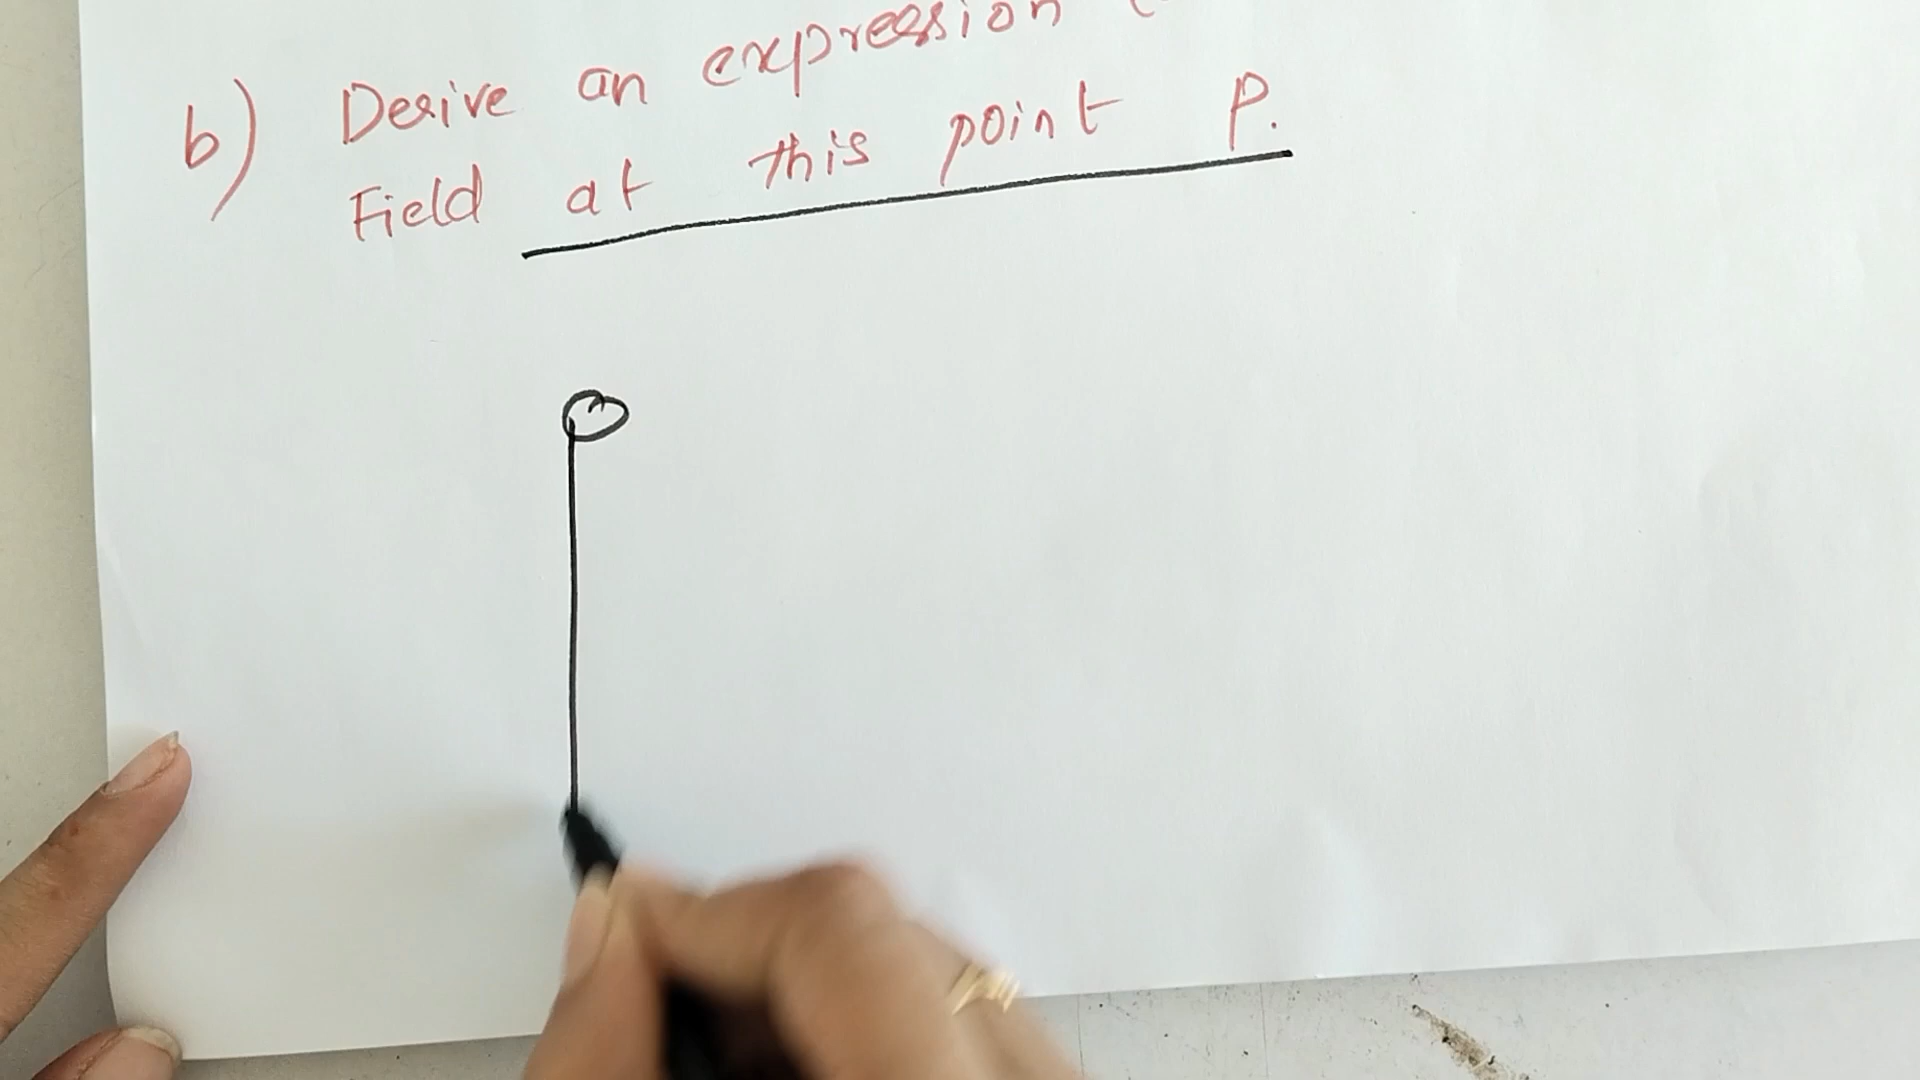 b) Derive an expression
Field at this point P.